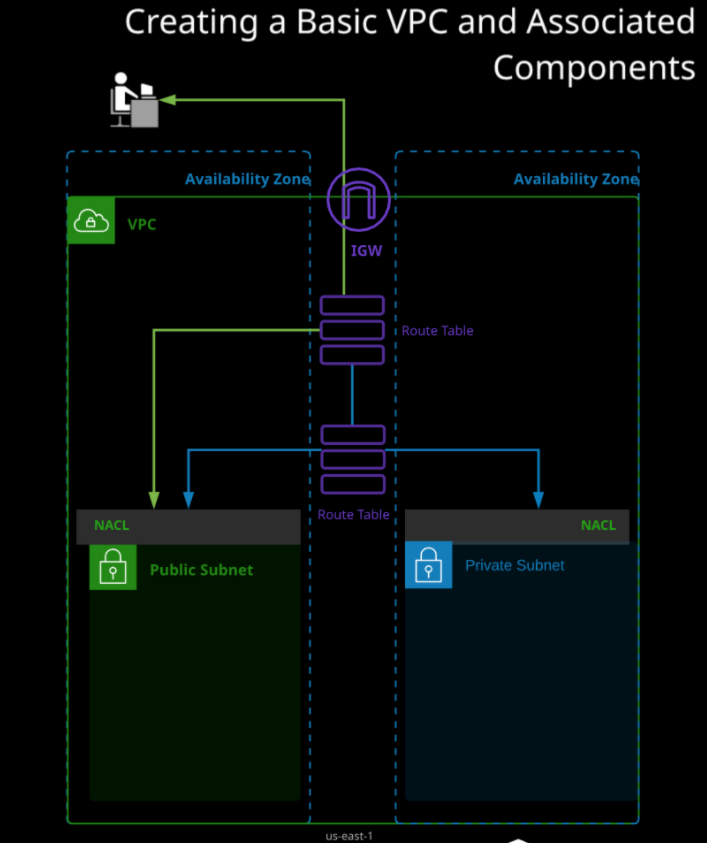 Creating a Basic VPC and Associated
Components
Availability Zone
Availability Zone
VPC
IGW
Route Table
Route Table
NACL
NACL
Public Subnet
Private Subnet
us-east-1